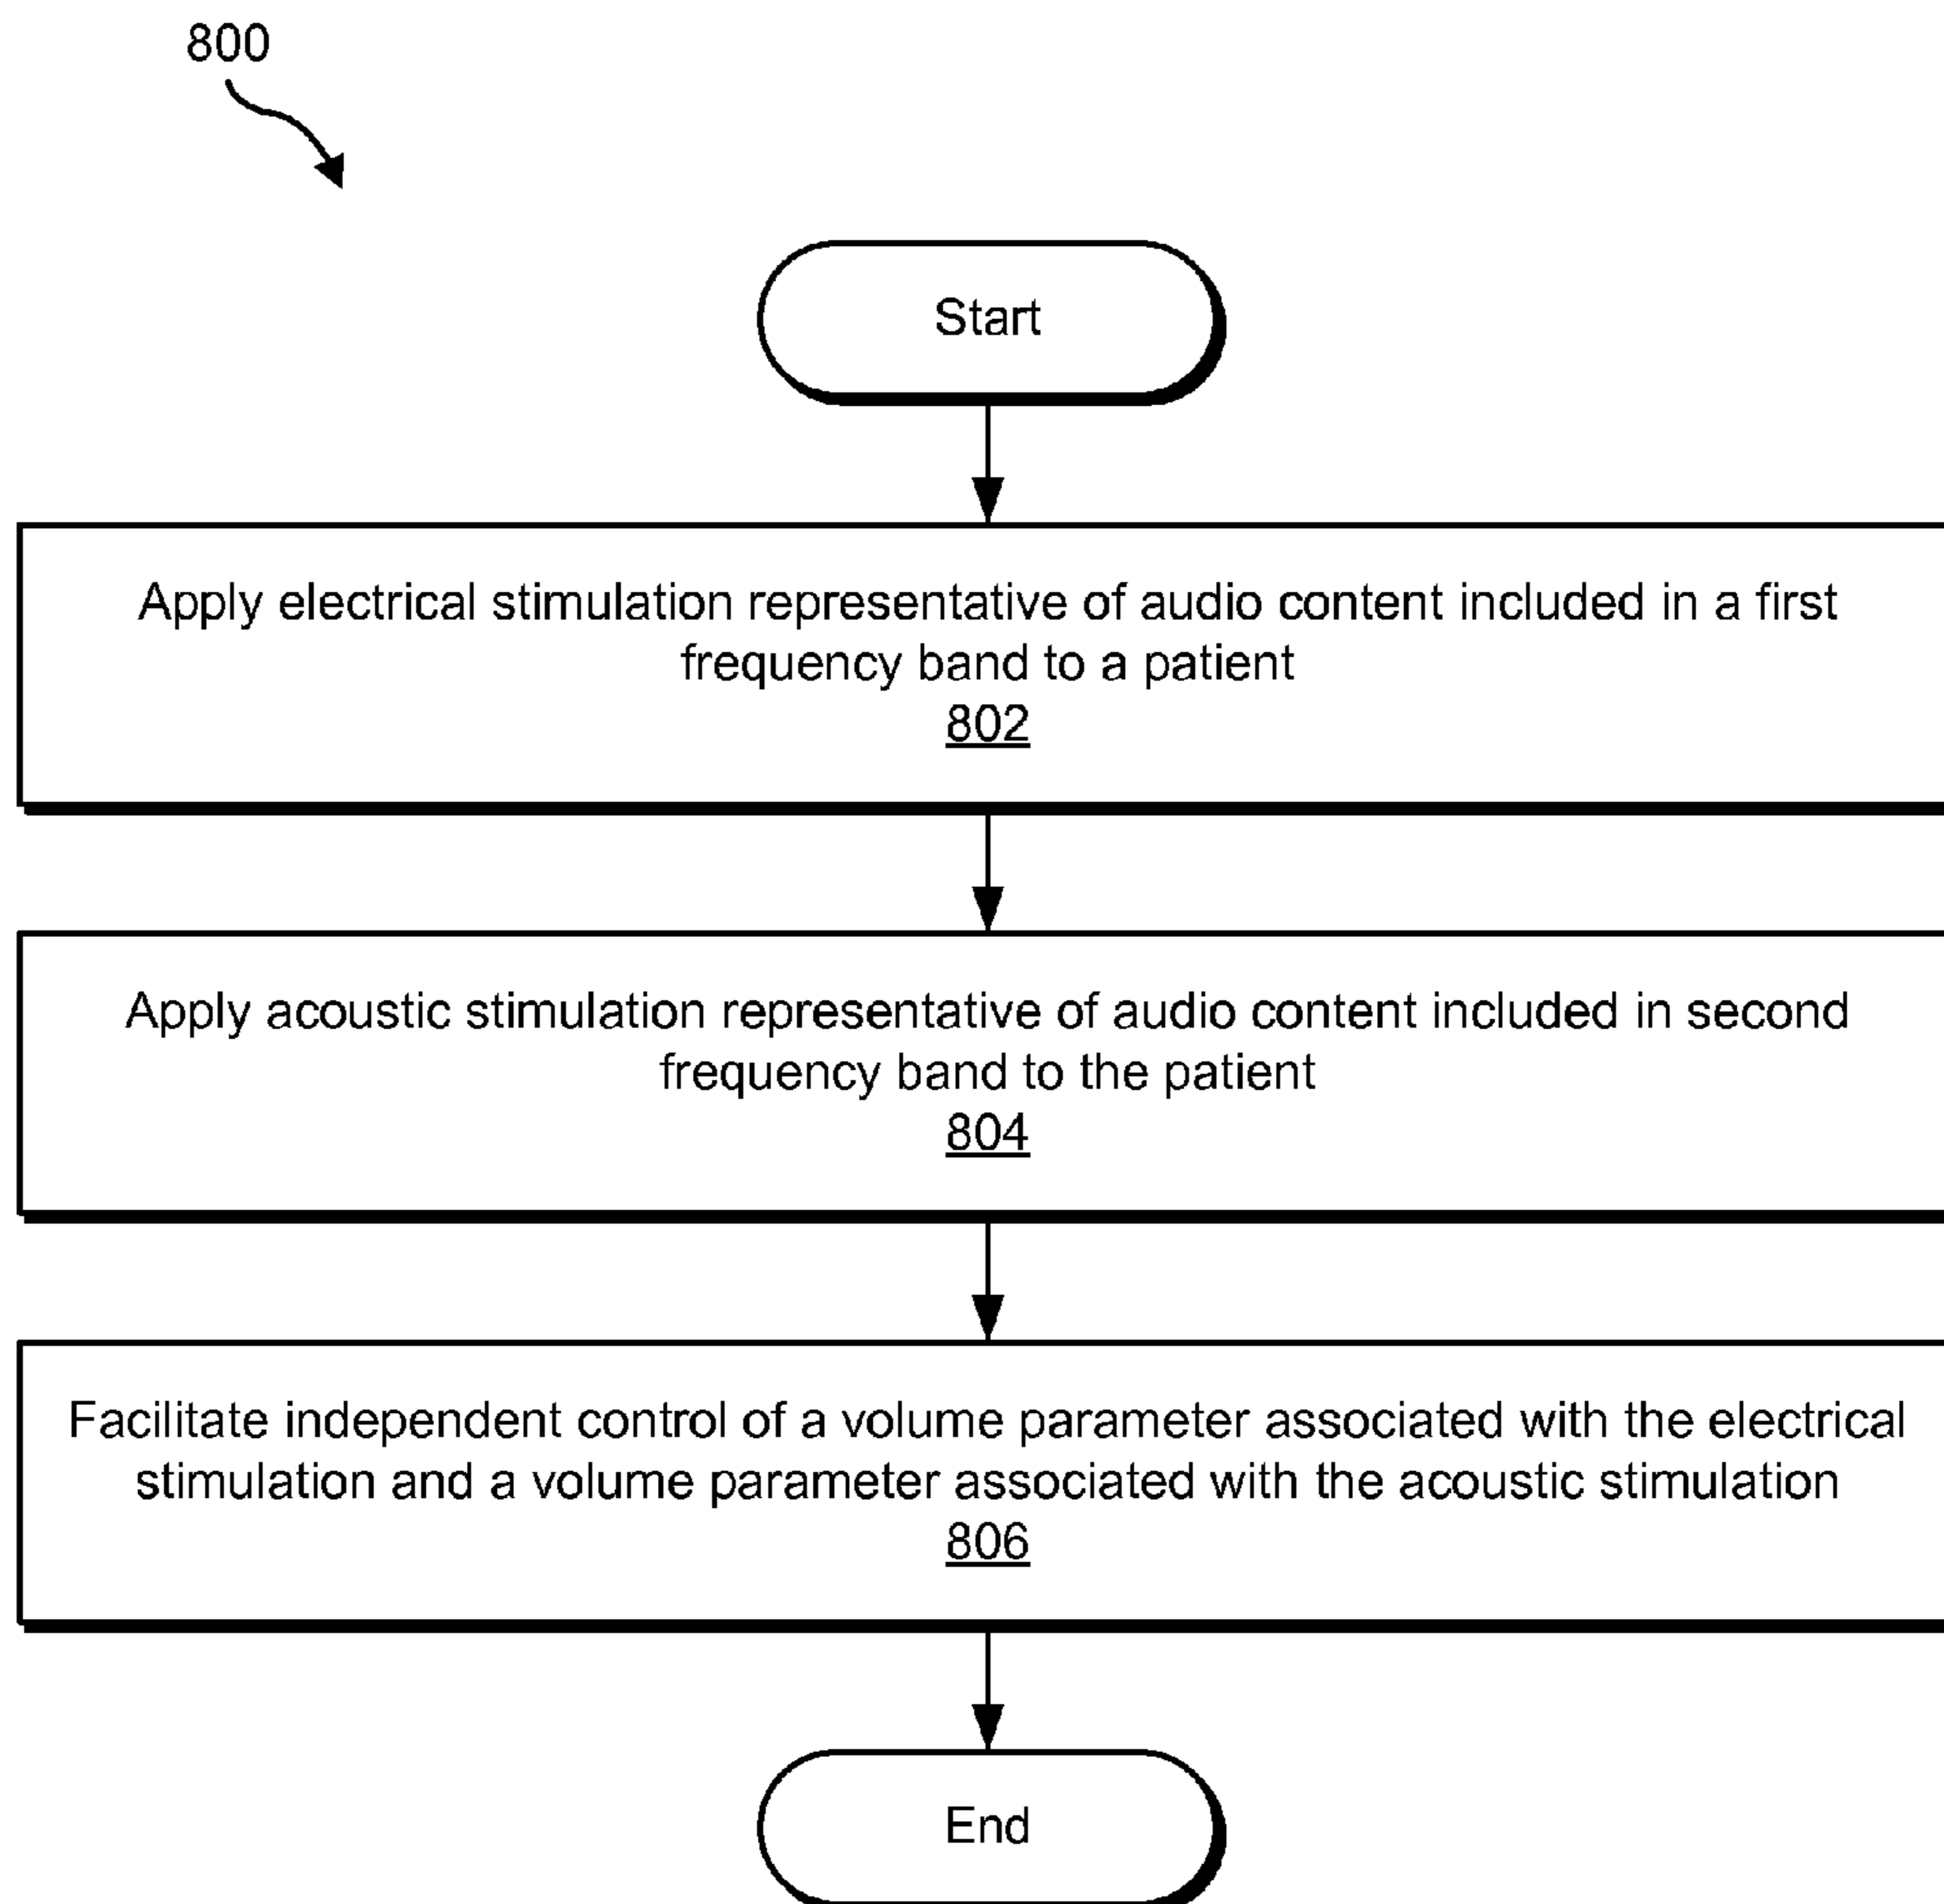 800
Start
Apply electrical stimulation representative of audio content included in a first
frequency band to a patient
802
Apply acoustic stimulation representative of audio content included in second
frequency band to the patient
804
Facilitate independent control of a volume parameter associated with the electrical
stimulation and a volume parameter associated with the acoustic stimulation
806
End